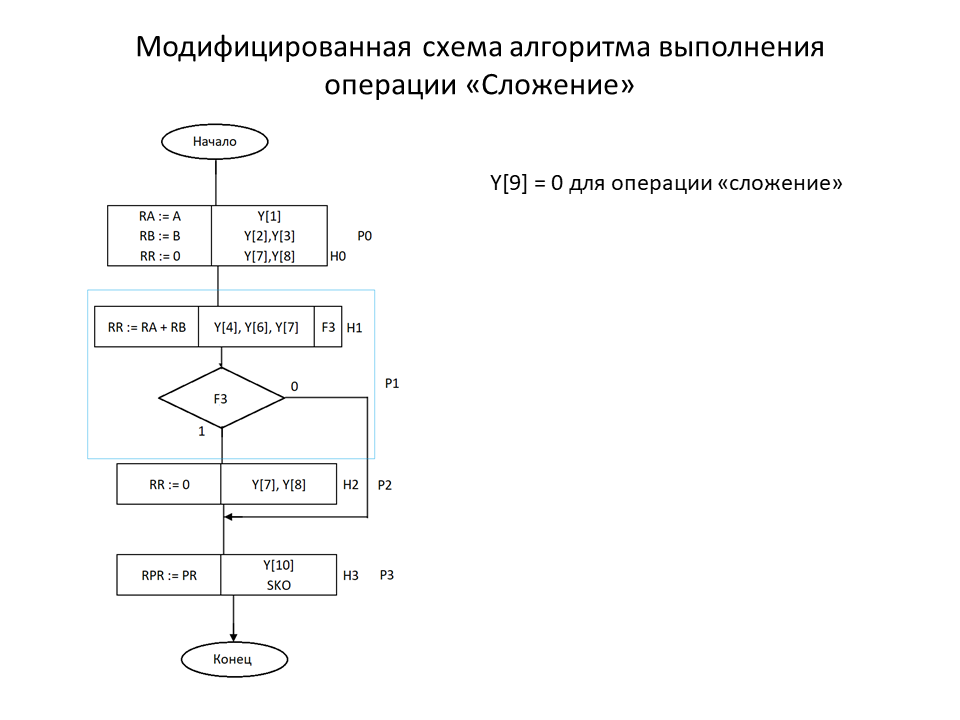 Модифицированная схема алгоритма выполнения
операции «Сложение»
Начало
Y[9] = 0 для операции «сложение»
RA := A
Y[1]
RB := B
Y[2],Y[3]
P0
RR := 0
Y[7],Y[8]
H0
RR := RA + RB
Y[4], Y[6], Y[7]
F3
H1
0
P1
F3
1
RR := 0
Y[7], Y[8]
H2
P2
RPR := PR
Y[10]
SKO
H3
P3
Конец